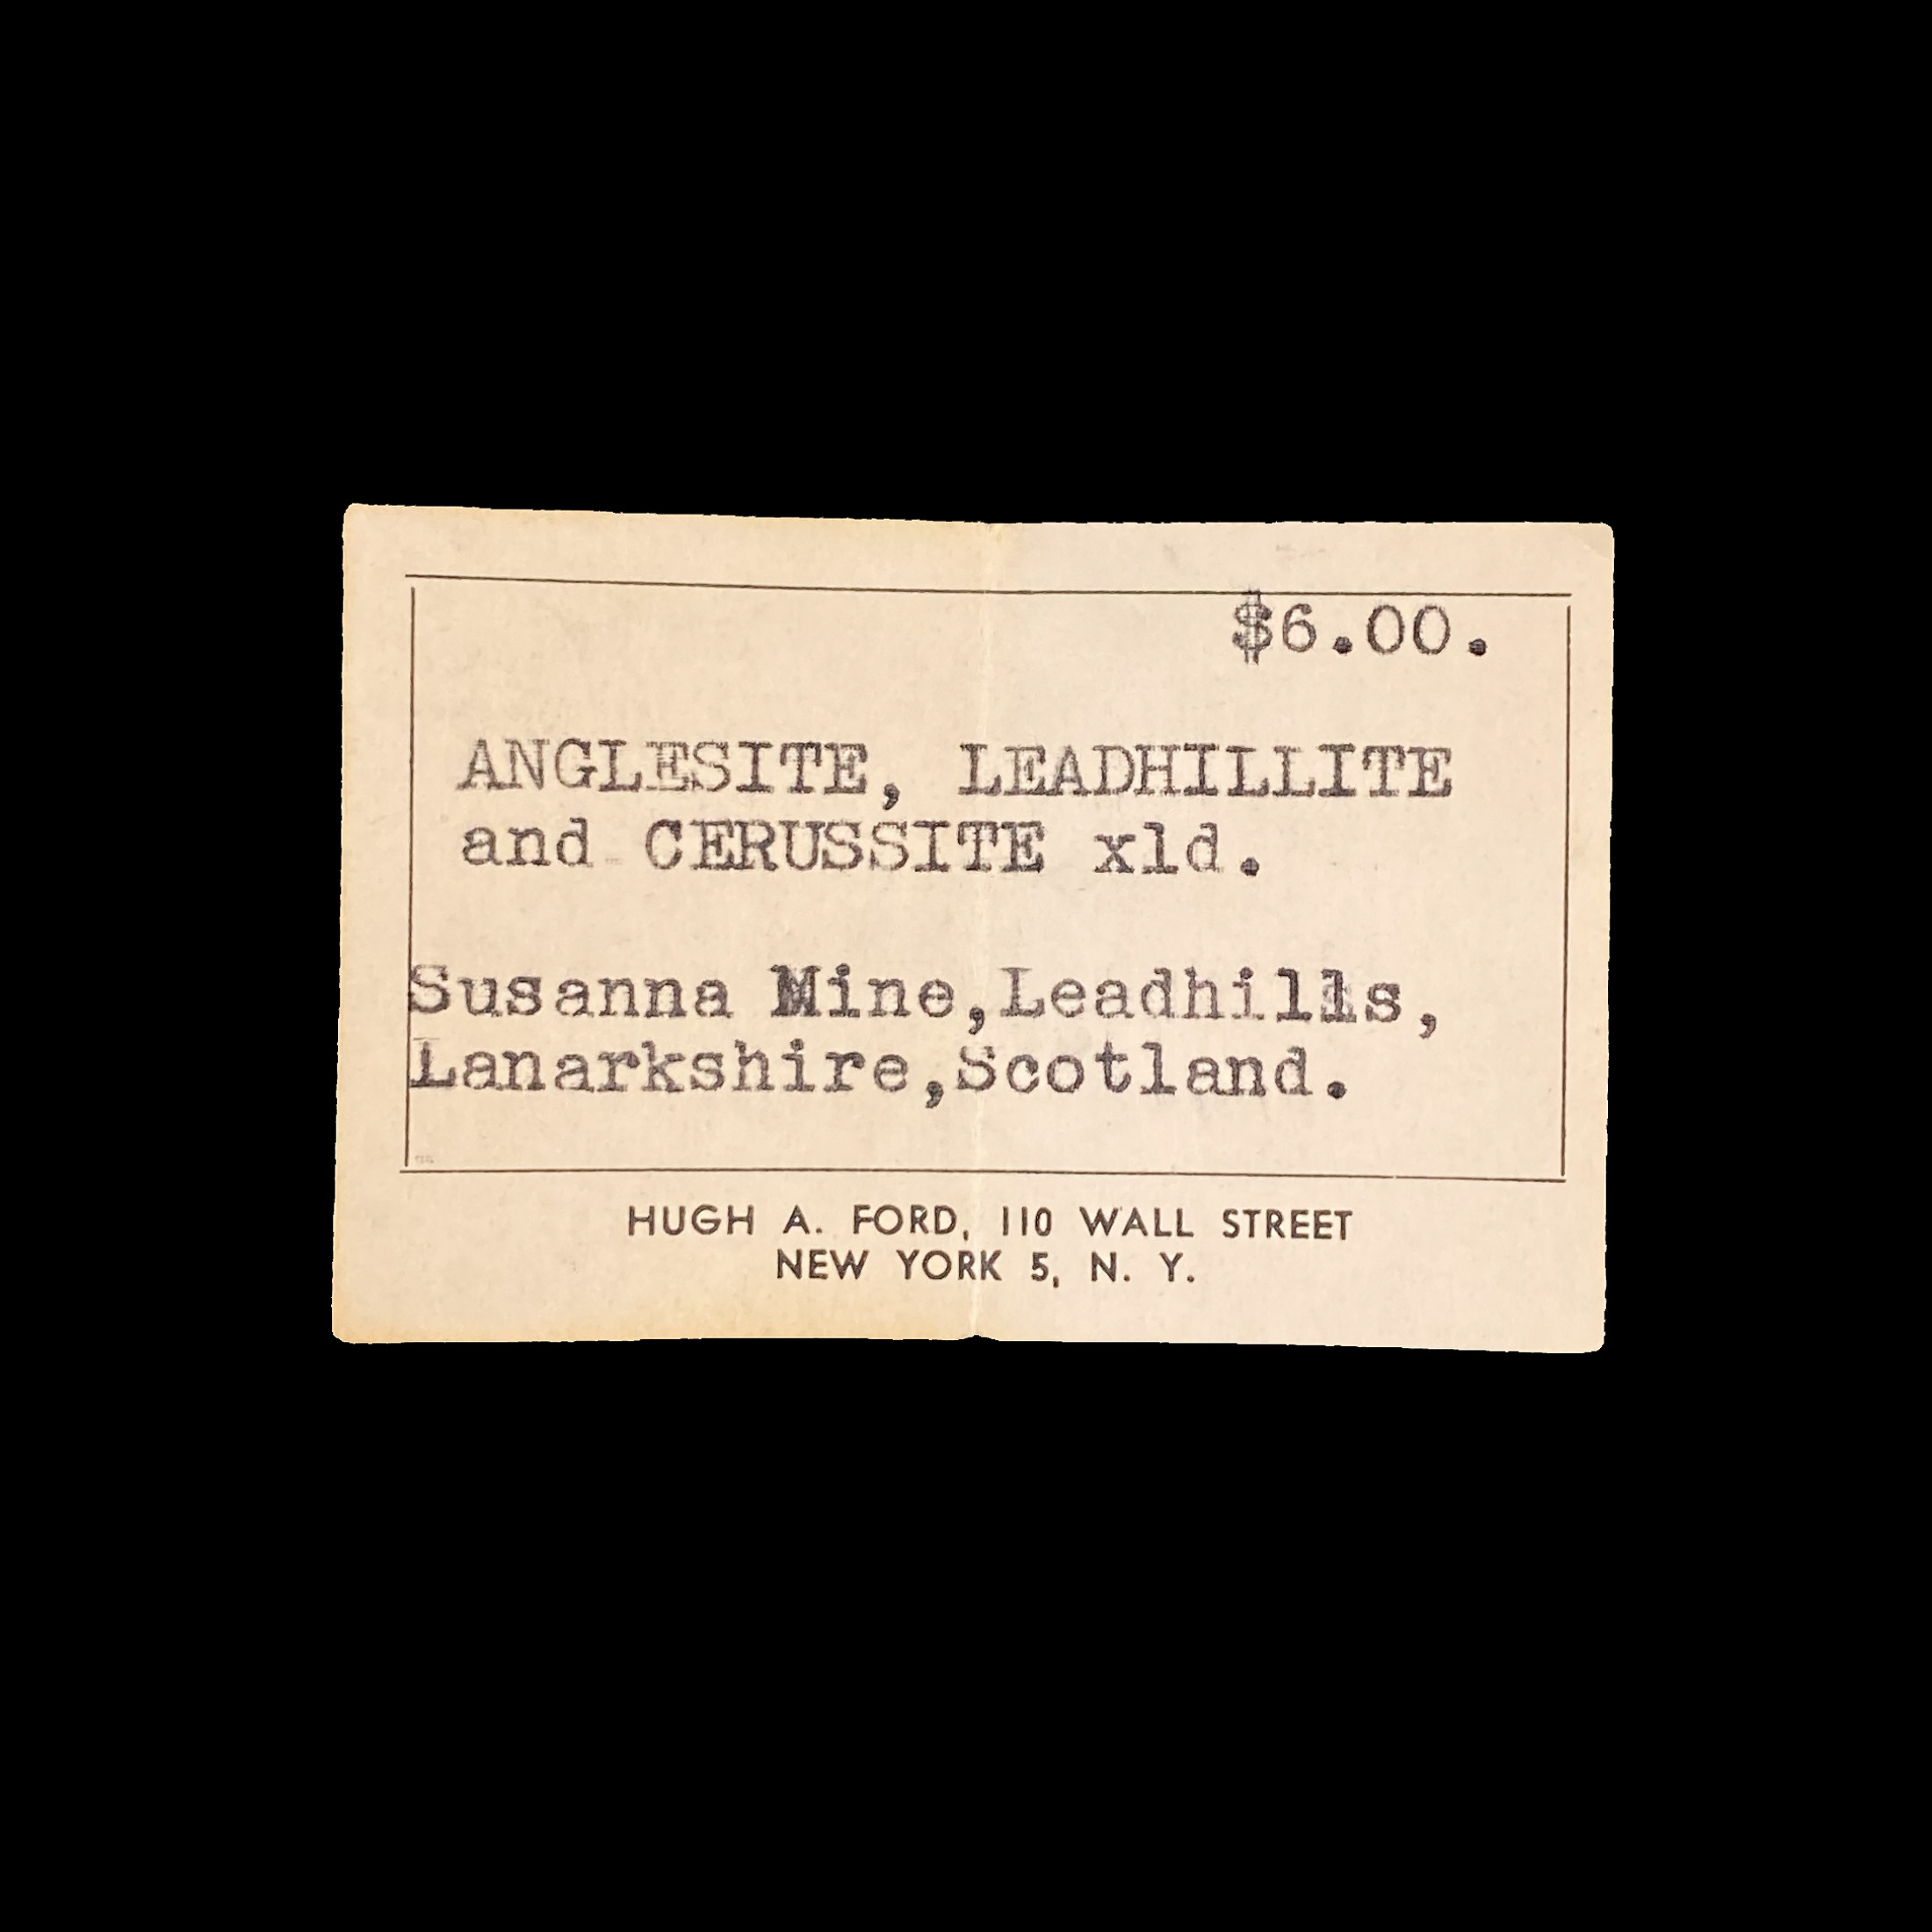 $6.00.
ANGLESITE, LEADHILLITE
and CERUSSITE xld.
Susanna Mine,Leadhills,
Lanarkshire,Scotland.
HUGH A. FORD, 110 WALL STREET
NEW YORK 5, N. Y.